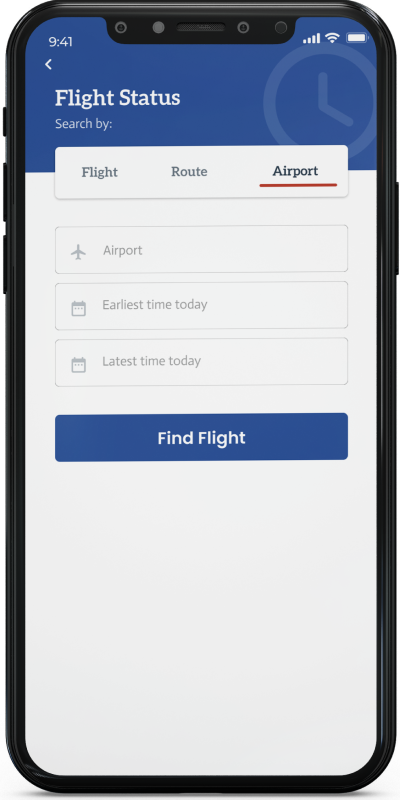 9:41
Flight Status
Search by:
Flight Route Airport
Airport
Earliest time today
Latest time today
Find Flight